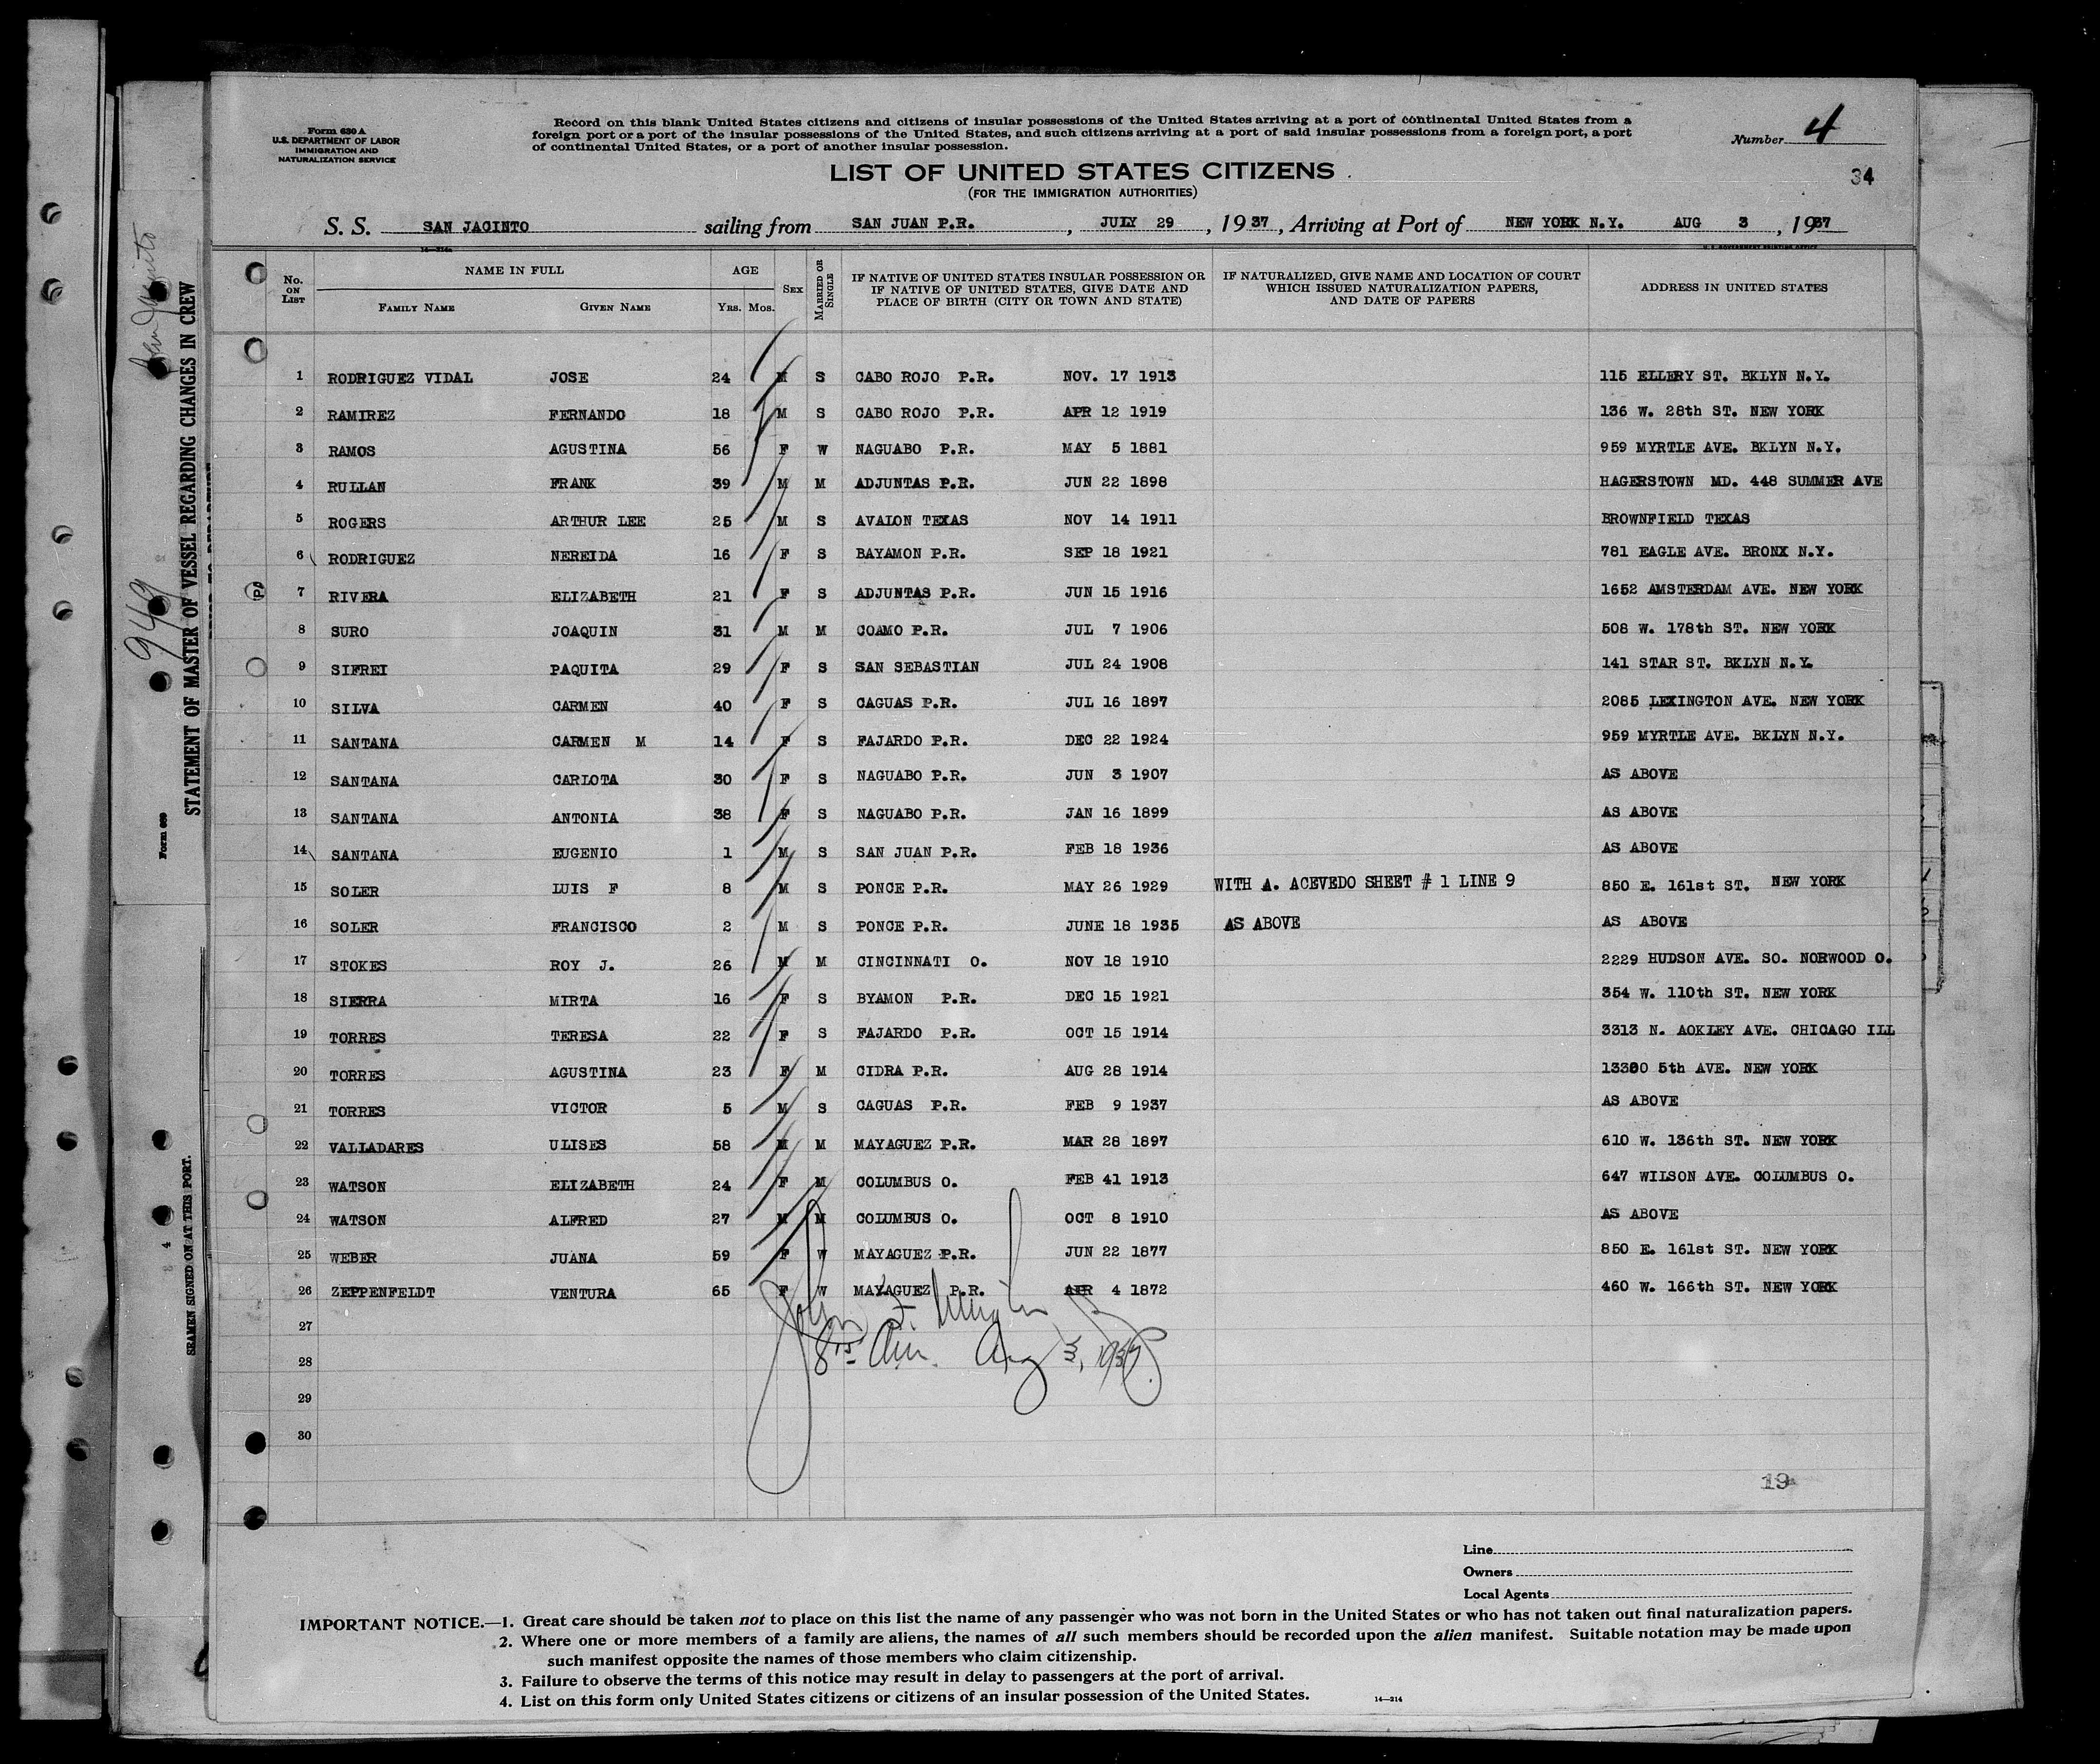 Form 630 A
U.S. DEPARTMENT OF LABOR
IMMIGRATION AND
NATURALIZATION SERVICE
Record on this blank United States citizens and citizens of insular possessions of the United States arriving at a port of continental United States from a
foreign port or a port of the insular possessions of the United States, and such citizens arriving at a port of said insular possessions from a foreign port, a port
of continental United States, or a port of another insular possession.
Number 4
34
LIST OF UNITED STATES CITIZENS
(FOR THE IMMIGRATION AUTHORITIES)
S. S. SAN JACINTO sailing from SAN JUAN P.R. , JULY 29 , 1937 , Arriving at Port of NEW YORK N.Y. AUG 3 , 1937
14—314a
U.S. GOVERNMENT PRINTING OFFICE
No. ON LIST
NAME IN FULL
FAMILY NAME GIVEN NAME
AGE
YRS. MOS.
SEX
MARRIED OR SINGLE
IF NATIVE OF UNITED STATES INSULAR POSSESSION OR
IF NATIVE OF UNITED STATES, GIVE DATE AND
PLACE OF BIRTH (CITY OR TOWN AND STATE)
IF NATURALIZED, GIVE NAME AND LOCATION OF COURT
WHICH ISSUED NATURALIZATION PAPERS,
AND DATE OF PAPERS
ADDRESS IN UNITED STATES
1 RODRIGUEZ VIDAL JOSE 24 M S CABO ROJO P.R. NOV. 17 1913 115 ELLERY ST. BKLYN N.Y.
2 RAMIREZ FERNANDO 18 M S CABO ROJO P.R. APR 12 1919 136 W. 28th ST. NEW YORK
3 RAMOS AGUSTINA 56 F W NAGUABO P.R. MAY 5 1881 959 MYRTLE AVE. BKLYN N.Y.
4 RULLAN FRANK 39 M M ADJUNTAS P.R. JUN 22 1898 HAGERSTOWN MD. 448 SUMMER AVE
5 ROGERS ARTHUR LEE 25 M S AVALON TEXAS NOV 14 1911 BROWNFIELD TEXAS
6 RODRIGUEZ NEREIDA 16 F S BAYAMON P.R. SEP 18 1921 781 EAGLE AVE. BRONX N.Y.
7 RIVERA ELIZABETH 21 F S ADJUNTAS P.R. JUN 15 1916 1652 AMSTERDAM AVE. NEW YORK
8 SURO JOAQUIN 31 M M COAMO P.R. JUL 7 1906 508 W. 178th ST. NEW YORK
9 SIFREI PAQUITA 29 F S SAN SEBASTIAN JUL 24 1908 141 STAR ST. BKLYN N.Y.
10 SILVA CARMEN 40 F S CAGUAS P.R. JUL 16 1897 2085 LEXINGTON AVE. NEW YORK
11 SANTANA CARMEN M 14 F S FAJARDO P.R. DEC 22 1924 959 MYRTLE AVE. BKLYN N.Y.
12 SANTANA CARLOTA 30 F S NAGUABO P.R. JUN 3 1907 AS ABOVE
13 SANTANA ANTONIA 38 F S NAGUABO P.R. JAN 16 1899 AS ABOVE
14 SANTANA EUGENIO 1 M S SAN JUAN P.R. FEB 18 1936 AS ABOVE
15 SOLER LUIS F 8 M S PONCE P.R. MAY 26 1929 WITH A. ACEVEDO SHEET # 1 LINE 9 850 E. 161st ST. NEW YORK
16 SOLER FRANCISCO 2 M S PONCE P.R. JUNE 18 1935 AS ABOVE AS ABOVE
17 STOKES ROY J. 26 M M CINCINNATI O. NOV 18 1910 2229 HUDSON AVE. SO. NORWOOD O.
18 SIERRA MIRTA 16 F S BYAMON P.R. DEC 15 1921 354 W. 110th ST. NEW YORK
19 TORRES TERESA 22 F S FAJARDO P.R. OCT 15 1914 3313 N. AOKLEY AVE. CHICAGO ILL
20 TORRES AGUSTINA 23 F M CIDRA P.R. AUG 28 1914 13300 5th AVE. NEW YORK
21 TORRES VICTOR 5 M S CAGUAS P.R. FEB 9 1937 AS ABOVE
22 VALLADARES ULISES 58 M M MAYAGUEZ P.R. MAR 28 1897 610 W. 136th ST. NEW YORK
23 WATSON ELIZABETH 24 F M COLUMBUS O. FEB 41 1913 647 WILSON AVE. COLUMBUS O.
24 WATSON ALFRED 27 M M COLUMBUS O. OCT 8 1910 AS ABOVE
25 WEBER JUANA 59 F W MAYAGUEZ P.R. JUN 22 1877 850 E. 161st ST. NEW YORK
26 ZEPPENFELDT VENTURA 65 F W MAYAGUEZ P.R. APR 4 1872 460 W. 166th ST. NEW YORK
27
28
29
30
John J.
Aug 3, 1937
19
Line
Owners
Local Agents
IMPORTANT NOTICE.—1. Great care should be taken not to place on this list the name of any passenger who was not born in the United States or who has not taken out final naturalization papers.
2. Where one or more members of a family are aliens, the names of all such members should be recorded upon the alien manifest. Suitable notation may be made upon
such manifest opposite the names of those members who claim citizenship.
3. Failure to observe the terms of this notice may result in delay to passengers at the port of arrival.
4. List on this form only United States citizens or citizens of an insular possession of the United States.
14—314
STATEMENT OF MASTER OF VESSEL REGARDING CHANGES IN CREW
949
Form 689
SEAMEN SIGNED ON AT THIS PORT.